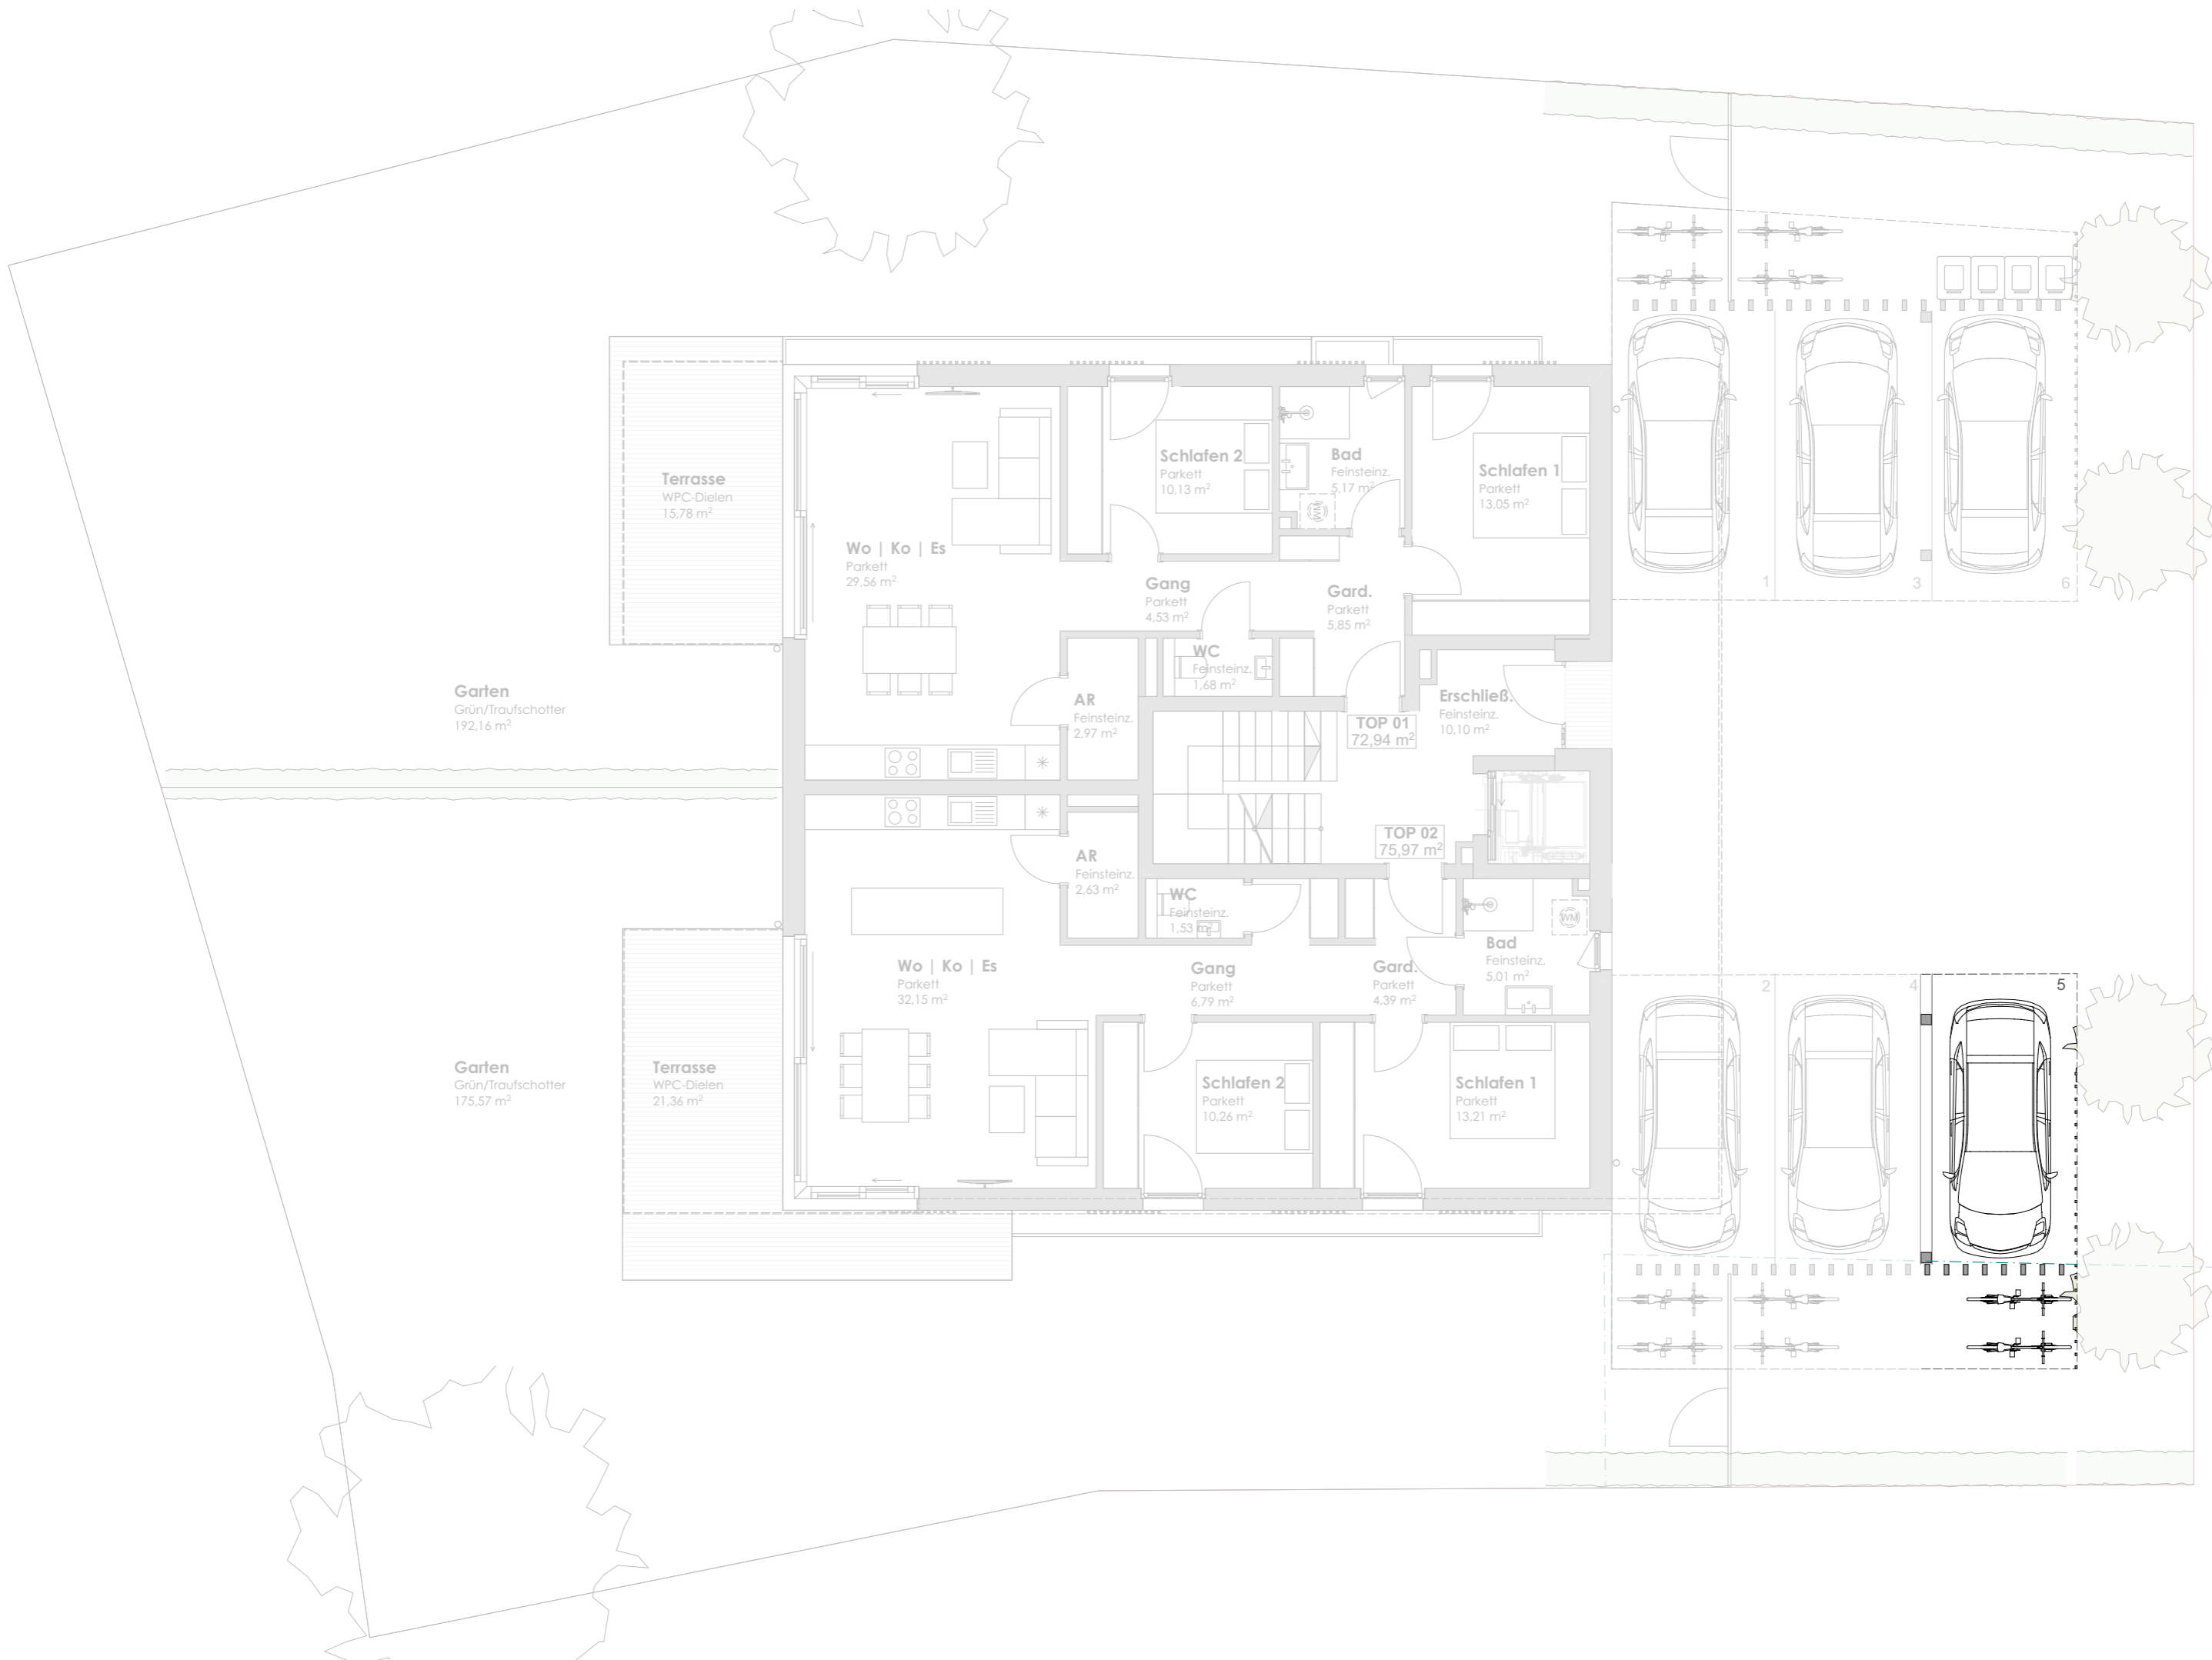 Terrasse
WPC-Dielen
15,78 m²
Wo | Ko | Es
Parkett
29,56 m²
Schlafen 2
Parkett
10,13 m²
Bad
Feinsteinz.
5,17 m²
WM
Schlafen 1
Parkett
13,05 m²
1
3
6
Gang
Parkett
4,53 m²
Gard.
Parkett
5,85 m²
WC
Feinsteinz.
1,68 m²
Garten
Grün/Traufschotter
192,16 m²
AR
Feinsteinz.
2,97 m²
Erschließ.
Feinsteinz.
10,10 m²
TOP 01
72,94 m²
TOP 02
75,97 m²
AR
Feinsteinz.
2,63 m²
WC
Feinsteinz.
1,53 m²
WM
Bad
Feinsteinz.
5,01 m²
Wo | Ko | Es
Parkett
32,15 m²
Gang
Parkett
6,79 m²
Gard.
Parkett
4,39 m²
2
4
5
Garten
Grün/Traufschotter
175,57 m²
Terrasse
WPC-Dielen
21,36 m²
Schlafen 2
Parkett
10,26 m²
Schlafen 1
Parkett
13,21 m²